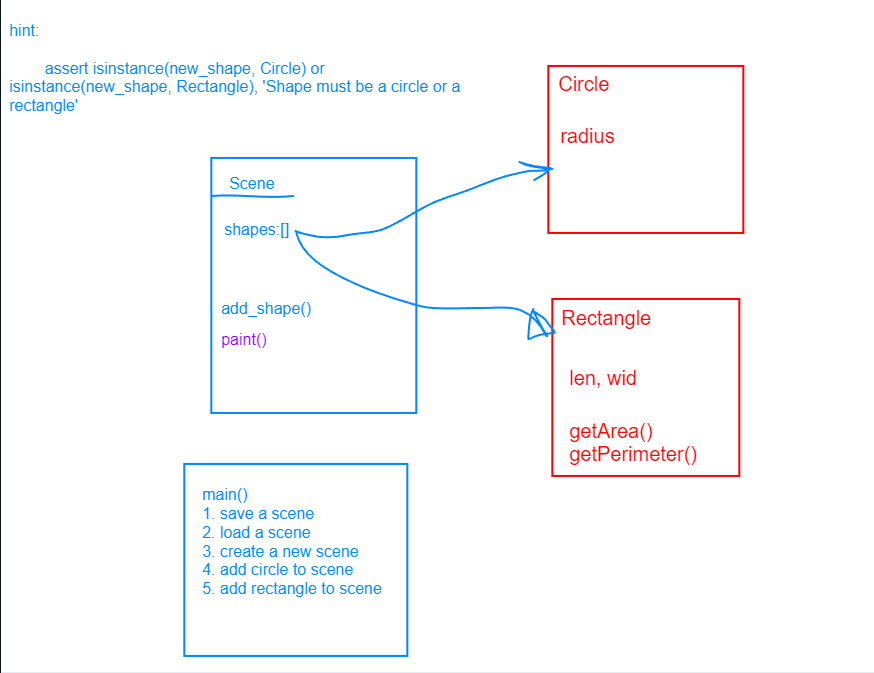 hint:
assert isinstance(new_shape, Circle) or
isinstance(new_shape, Rectangle), 'Shape must be a circle or a
rectangle'
Circle
radius
Scene
shapes:[]
add_shape()
paint()
Rectangle
len, wid
getArea()
getPerimeter()
main()
1. save a scene
2. load a scene
3. create a new scene
4. add circle to scene
5. add rectangle to scene